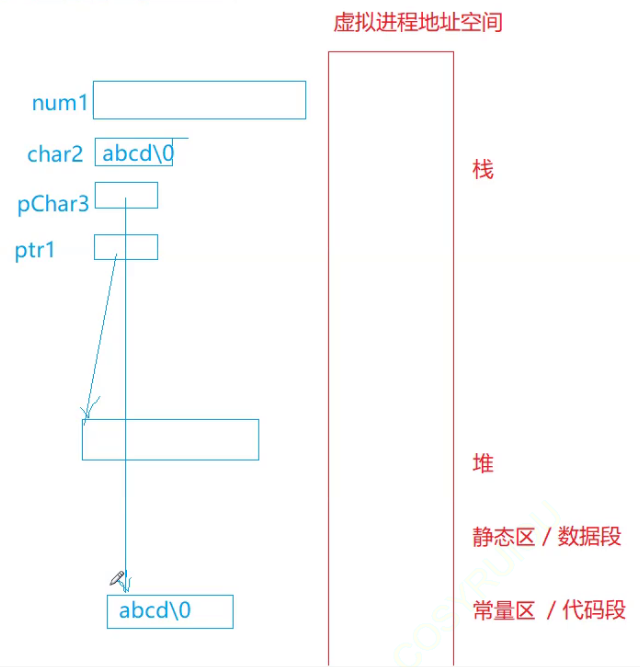 虚拟进程地址空间
num1
char2 abcd\0
pChar3
栈
ptr1
堆
静态区 / 数据段
abcd\0
常量区 / 代码段